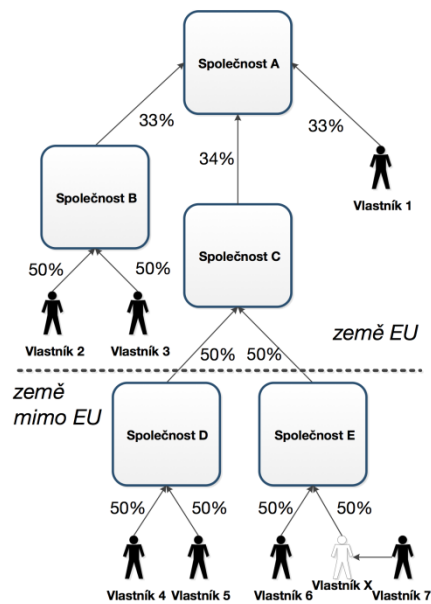 Společnost A
33%
33%
34%
Společnost B
Vlastník 1
Společnost C
50%
50%
Vlastník 2
Vlastník 3
50%
50%
země EU
země
mimo EU
Společnost D
Společnost E
50%
50%
50%
50%
Vlastník 4
Vlastník 5
Vlastník 6
Vlastník X
Vlastník 7